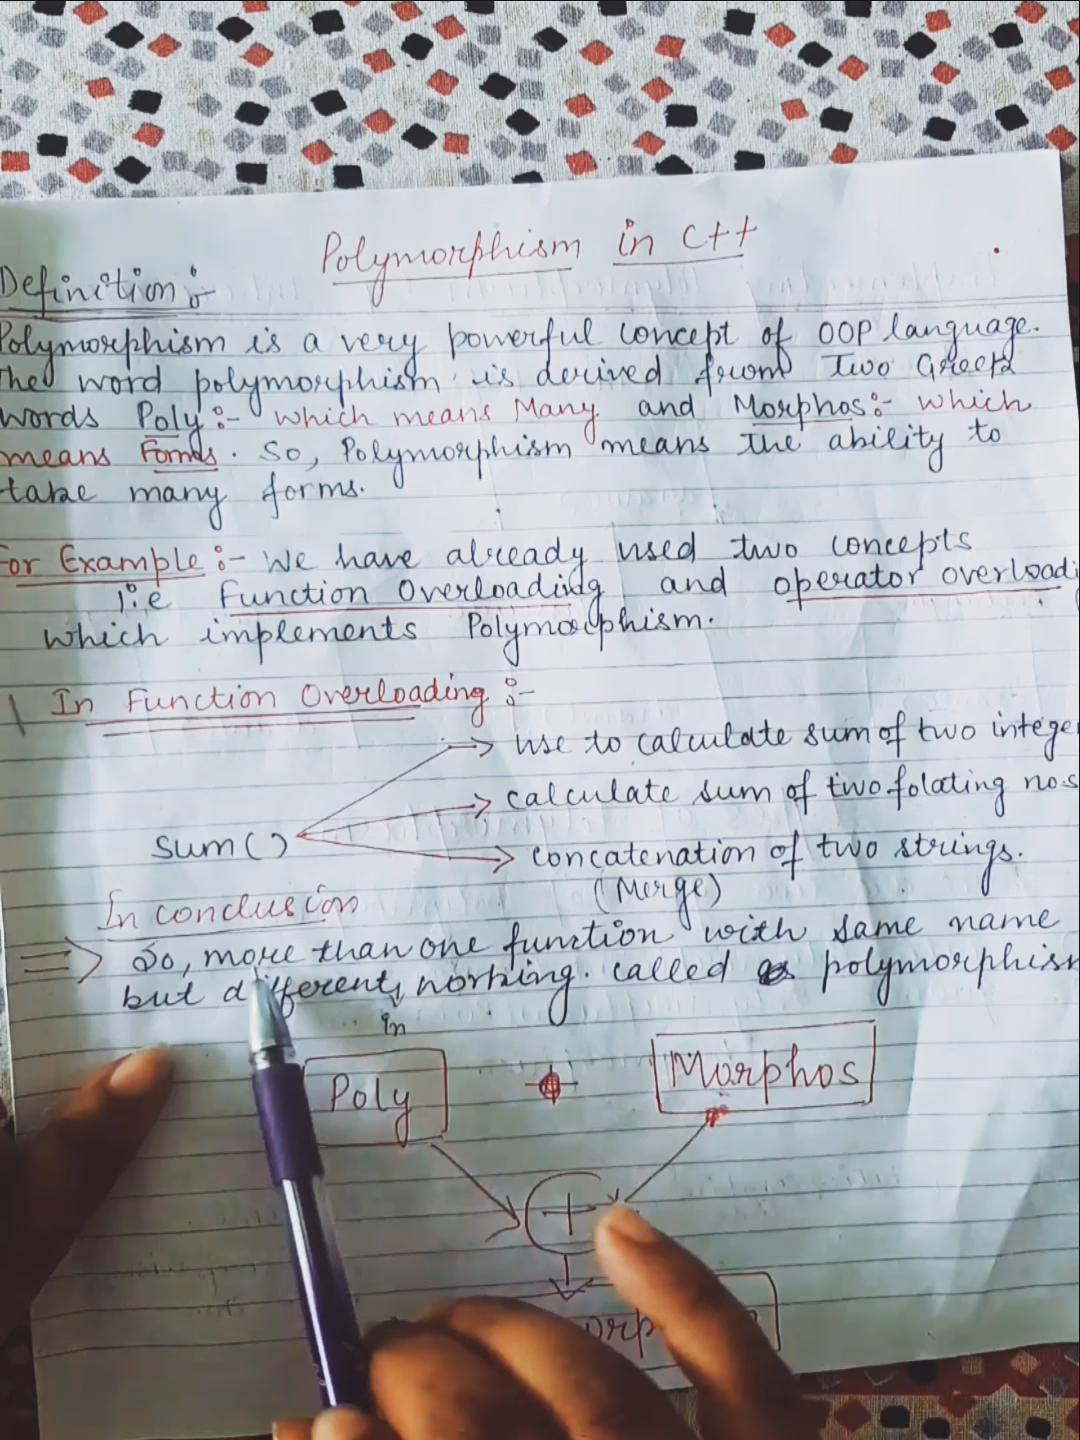 Polymorphism in C++
Definition :-
Polymorphism is a very powerful concept of OOP language.
The word polymorphism is derived from Two Greek
words Poly :- which means Many and Morphos:- which
means Forms. So, Polymorphism means the ability to
take many forms.
For Example :- We have already used two concepts
i.e Function Overloading and operator overloadi
which implements Polymorphism.
1 In Function Overloading :-
use to calculate sum of two intege
calculate sum of two folating nos
sum()
concatenation of two strings.
(Merge)
In conclusion
So, more than one function with same name
but different working. called polymorphism
in
Poly
Morphos
+
orp